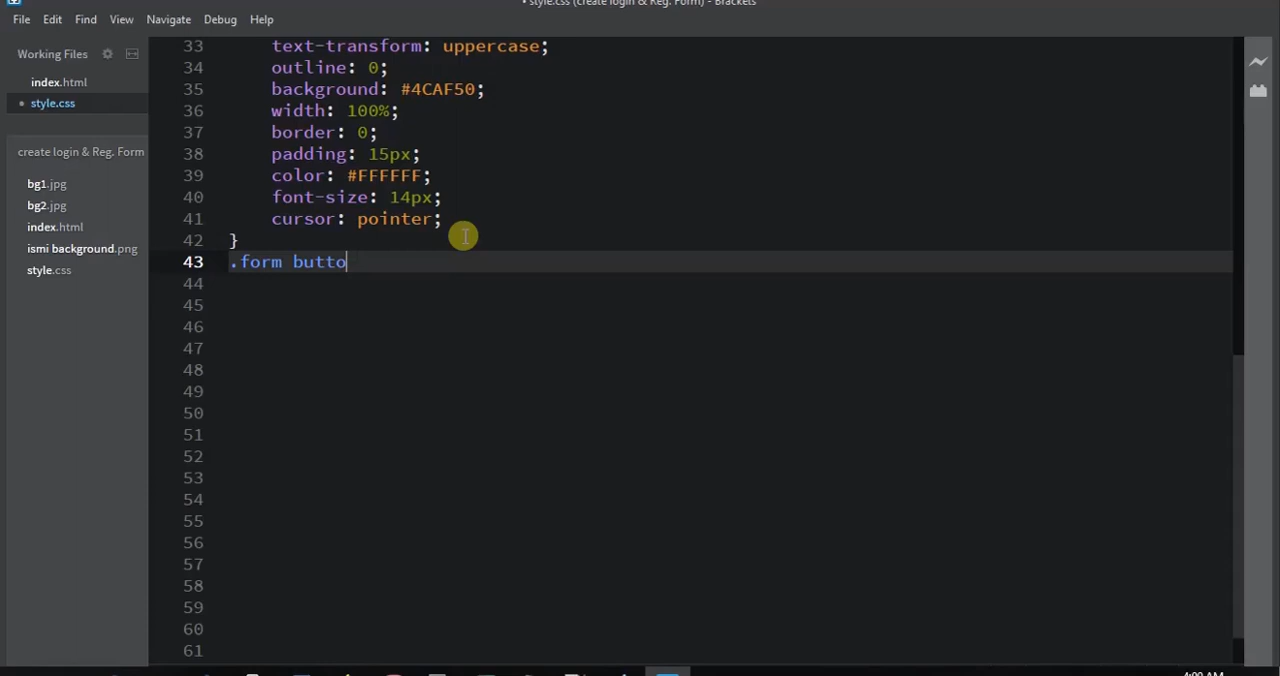 • style.css (create login & Reg. Form) - Brackets
File Edit Find View Navigate Debug Help
Working Files
index.html
• style.css
create login & Reg. Form
bg1.jpg
bg2.jpg
index.html
ismi background.png
style.css
33 text-transform: uppercase;
34 outline: 0;
35 background: #4CAF50;
36 width: 100%;
37 border: 0;
38 padding: 15px;
39 color: #FFFFFF;
40 font-size: 14px;
41 cursor: pointer;
42 }
43 .form butto
44
45
46
47
48
49
50
51
52
53
54
55
56
57
58
59
60
61